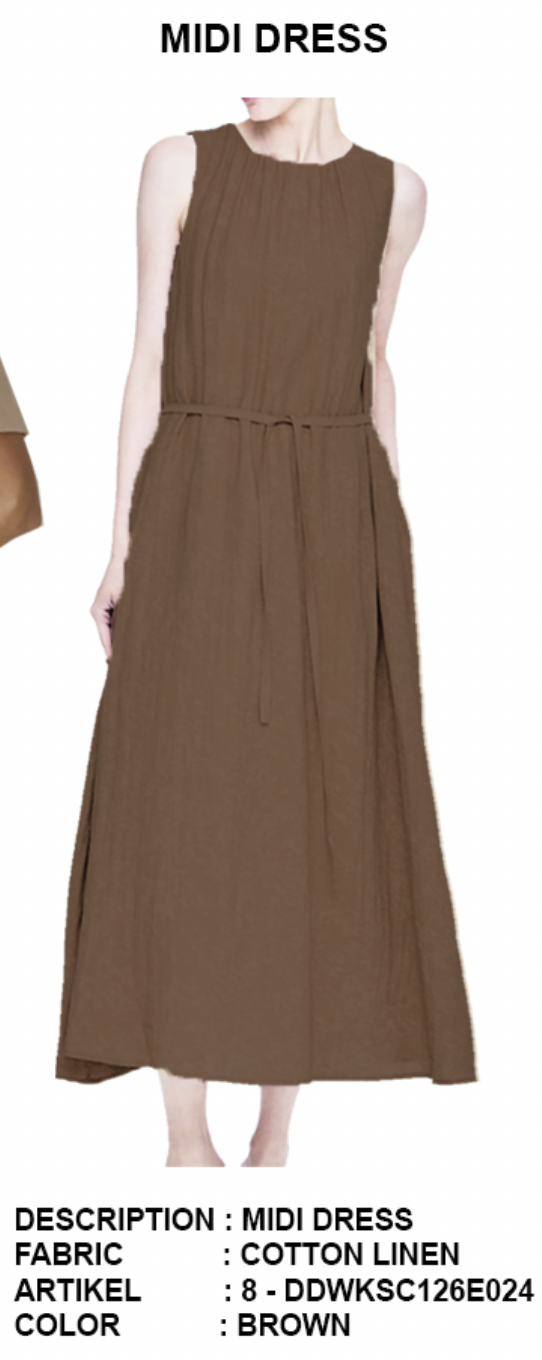 MIDI DRESS
DESCRIPTION : MIDI DRESS
FABRIC : COTTON LINEN
ARTIKEL : 8 - DDWKSC126E024
COLOR : BROWN